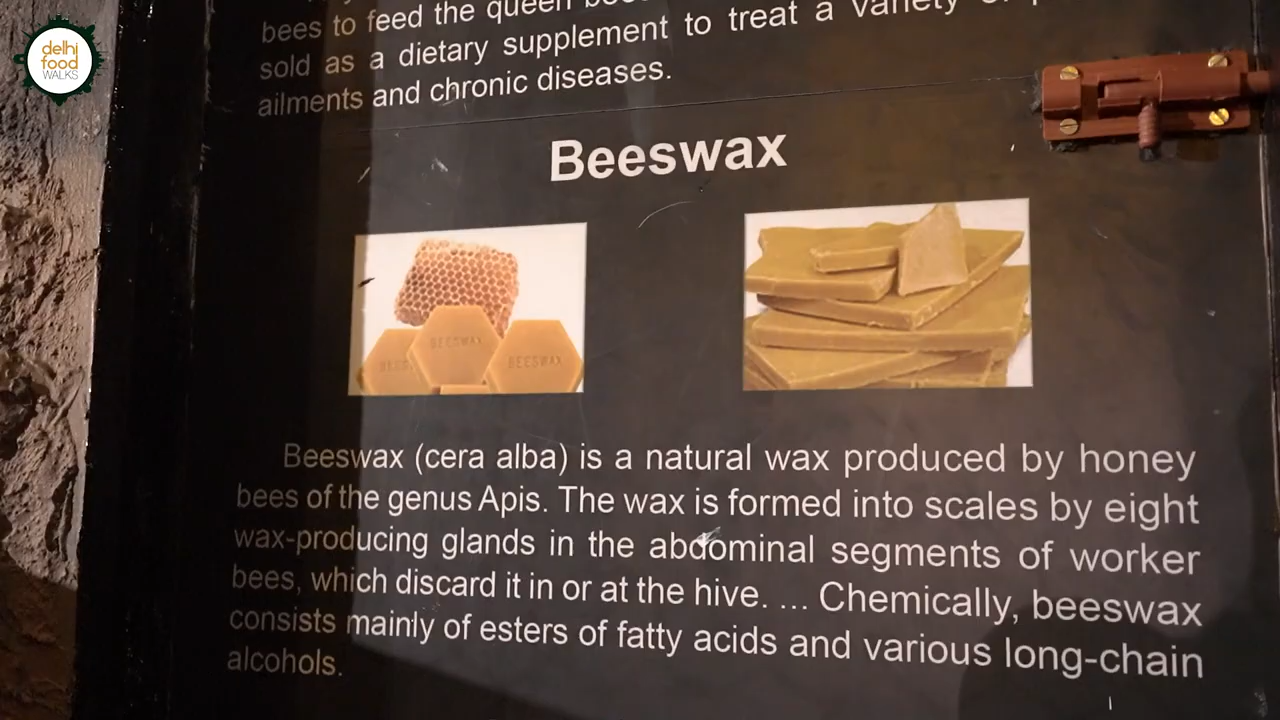 delhi
food
WALKS
bees to feed the queen
sold as a dietary supplement to treat a variety
ailments and chronic diseases.
Beeswax
BEESWAX
BEESWAX
Beeswax (cera alba) is a natural wax produced by honey
bees of the genus Apis. The wax is formed into scales by eight
wax-producing glands in the abdominal segments of worker
bees, which discard it in or at the hive. ... Chemically, beeswax
consists mainly of esters of fatty acids and various long-chain
alcohols.